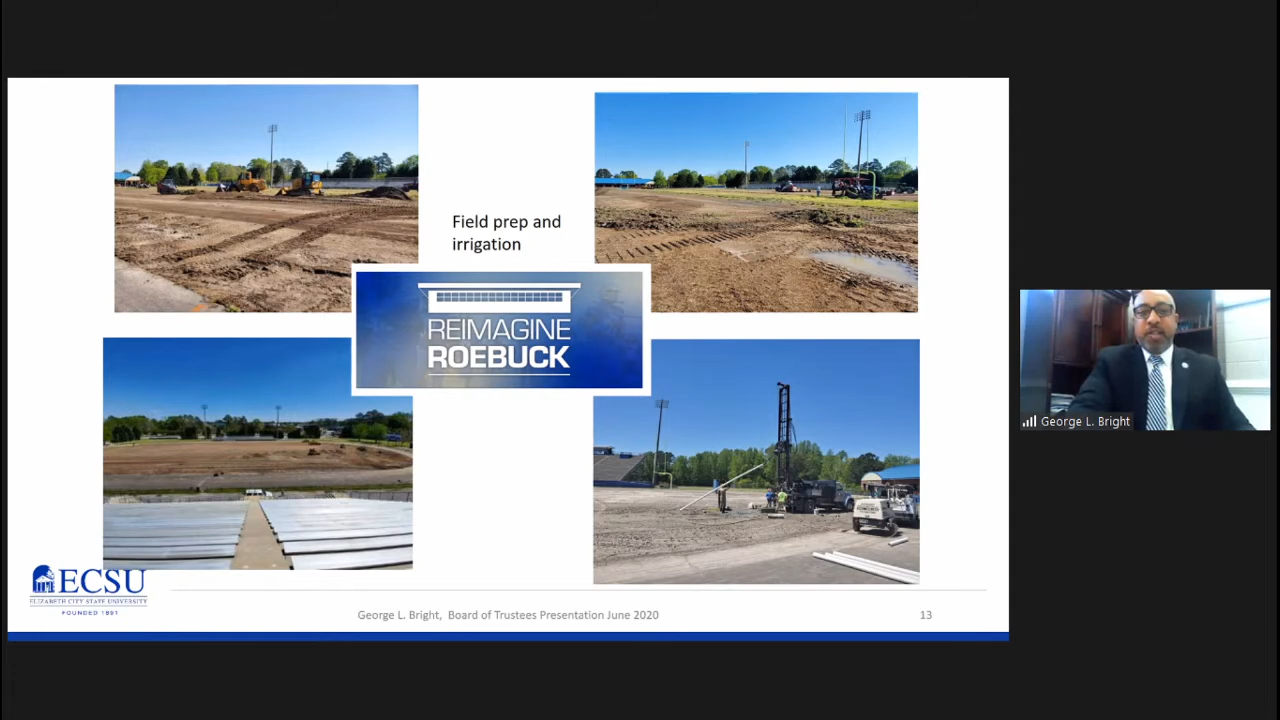 Field prep and
irrigation
REIMAGINE
ROEBUCK
ECSU
ELIZABETH CITY STATE UNIVERSITY
FOUNDED 1891
George L. Bright, Board of Trustees Presentation June 2020
13
George L. Bright